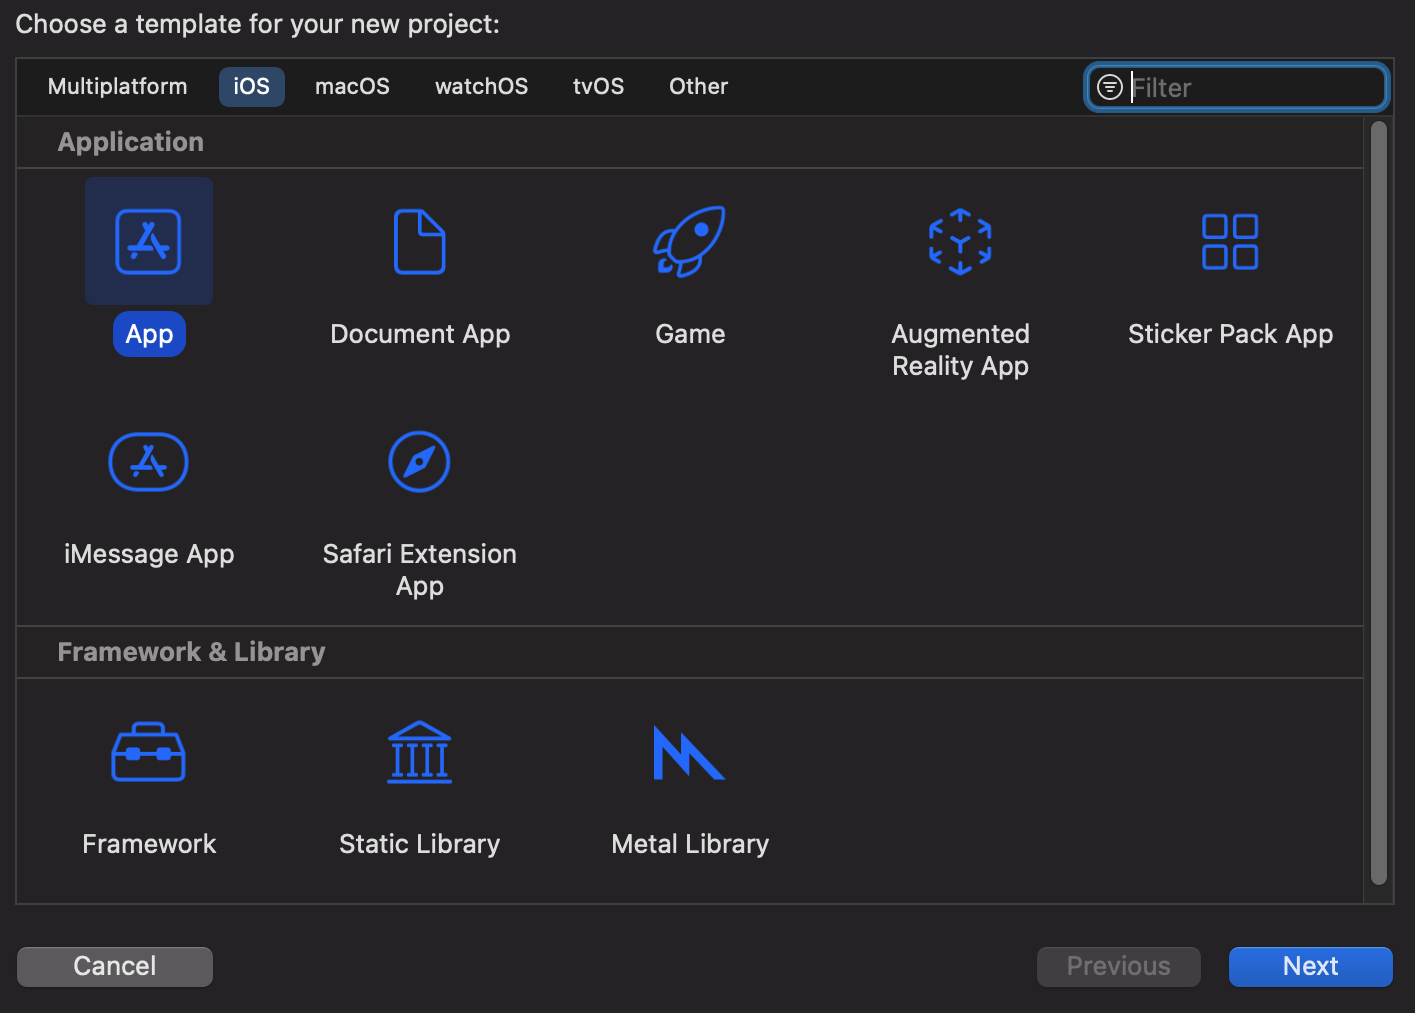 Choose a template for your new project:
Multiplatform iOS macOS watchOS tvOS Other Filter
Application
App Document App Game Augmented Reality App Sticker Pack App
iMessage App Safari Extension App
Framework & Library
Framework Static Library Metal Library
Cancel Previous Next